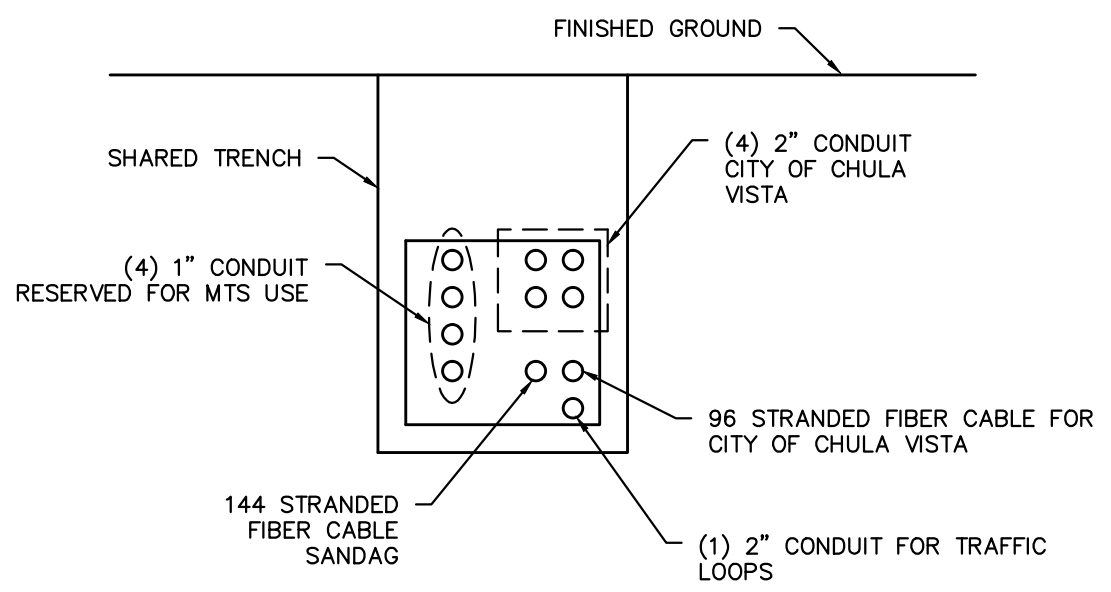 FINISHED GROUND
SHARED TRENCH
(4) 2” CONDUIT
CITY OF CHULA
VISTA
(4) 1” CONDUIT
RESERVED FOR MTS USE
96 STRANDED FIBER CABLE FOR
CITY OF CHULA VISTA
144 STRANDED
FIBER CABLE
SANDAG
(1) 2” CONDUIT FOR TRAFFIC
LOOPS